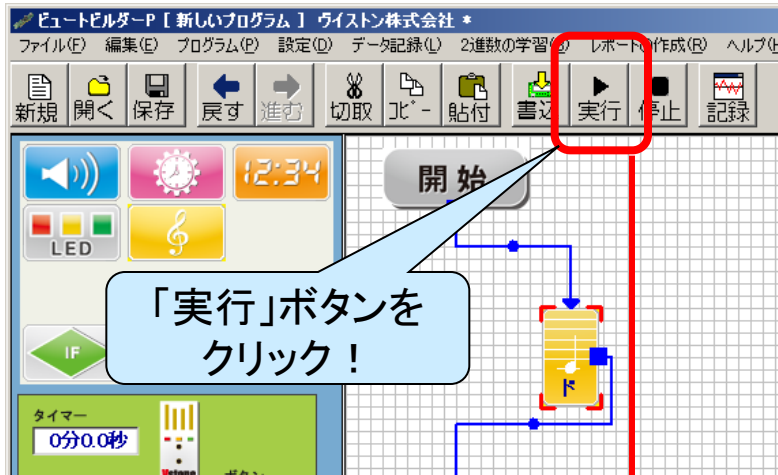 ビュートビルダーP [ 新しいプログラム ] ヴイストン株式会社 *
ファイル(F) 編集(E) プログラム(P) 設定(D) データ記録(L) 2進数の学習 レポートの作成(R) ヘルプ(
新規 開く 保存 戻す 進む 切取 コピー 貼付 書込 実行 停止 記録
12:34
開始
LED
「実行」ボタンを
クリック！
IF
ド
タイマー
0分0.0秒
Vstone
ボタン